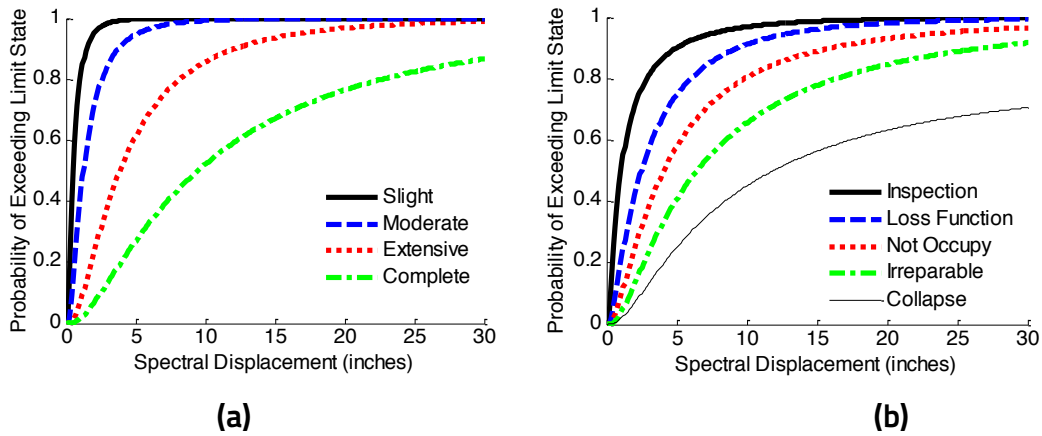 Probability of Exceeding Limit State
1
0.8
0.6
0.4
0.2
0
0 5 10 15 20 25 30
Spectral Displacement (inches)
Slight
Moderate
Extensive
Complete
(a)
Probability of Exceeding Limit State
1
0.8
0.6
0.4
0.2
0
0 5 10 15 20 25 30
Spectral Displacement (inches)
Inspection
Loss Function
Not Occupy
Irreparable
Collapse
(b)